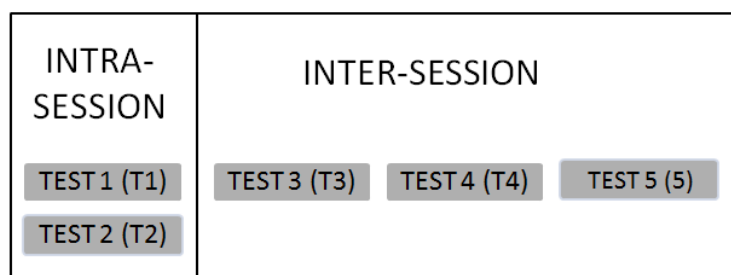 INTRA-
SESSION
TEST 1 (T1)
TEST 2 (T2)
INTER-SESSION
TEST 3 (T3)
TEST 4 (T4)
TEST 5 (5)